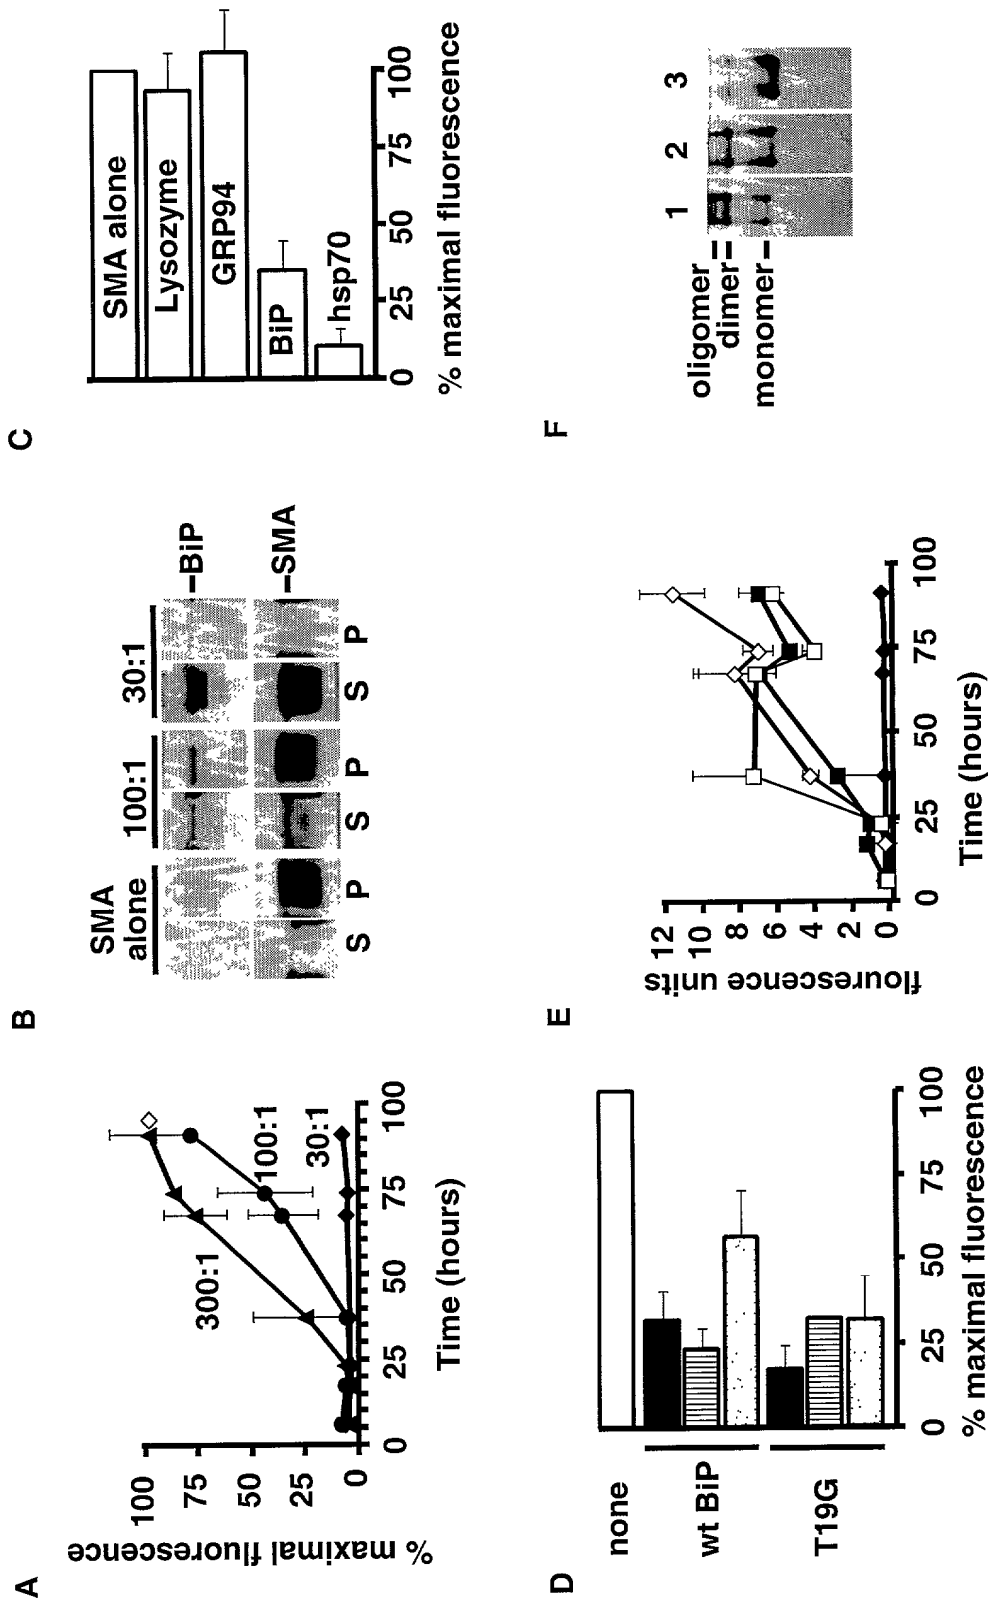 A
% maximal fluorescence
100
75
50
25
0
300:1
100:1
30:1
0 25 50 75 100
Time (hours)
B
SMA alone
100:1
30:1
BiP
SMA
S P S P S P
C
SMA alone
Lysozyme
GRP94
BiP
hsp70
0 25 50 75 100
% maximal fluorescence
D
none
wt BiP
T19G
0 25 50 75 100
% maximal fluorescence
E
flourescence units
12
10
8
6
4
2
0
0 25 50 75 100
Time (hours)
F
1 2 3
oligomer
dimer
monomer